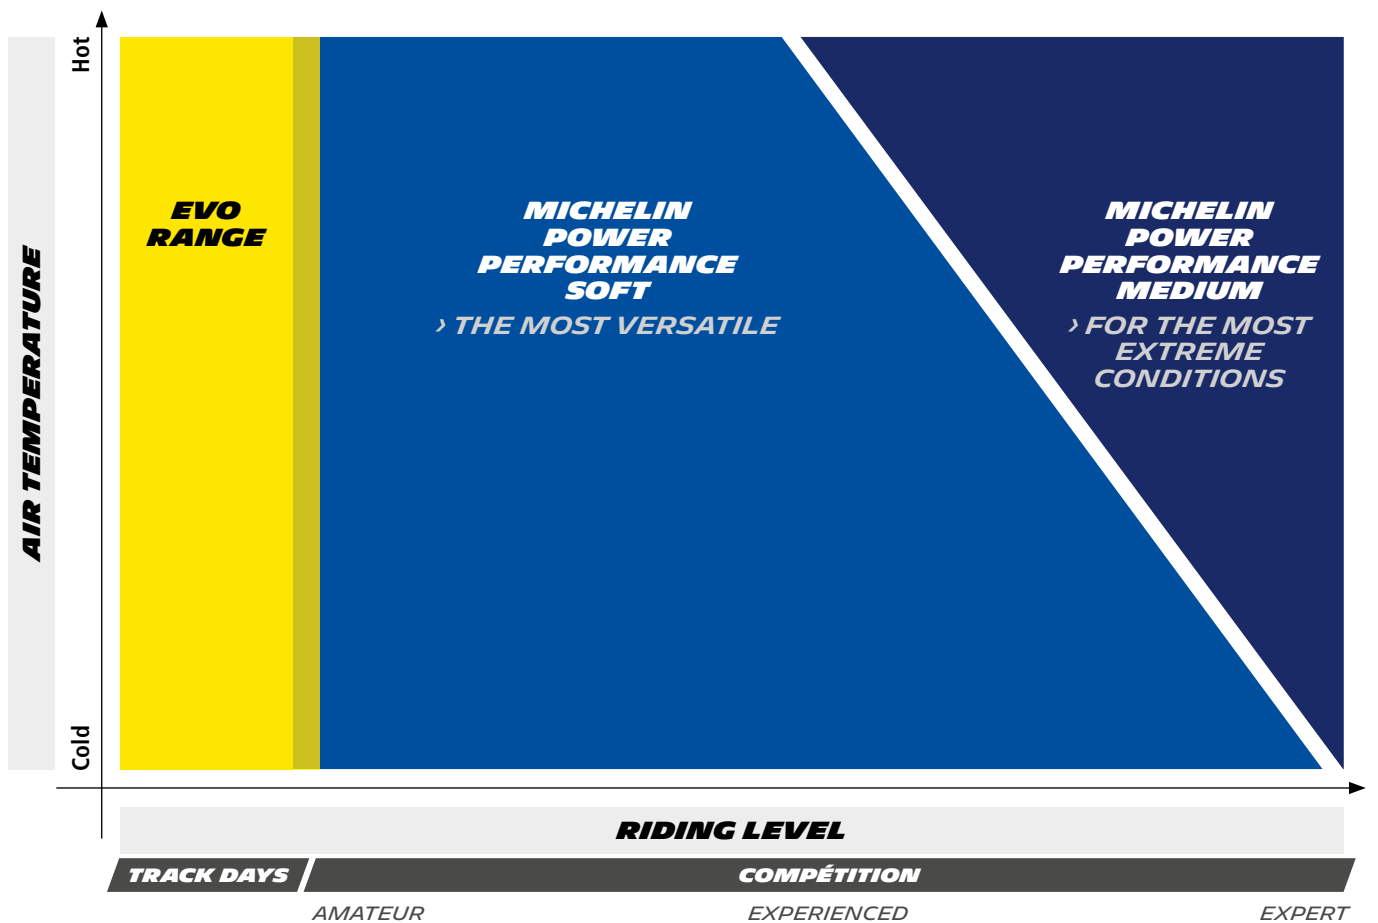 Hot
AIR TEMPERATURE
Cold
EVO
RANGE
MICHELIN
POWER
PERFORMANCE
SOFT
› THE MOST VERSATILE
MICHELIN
POWER
PERFORMANCE
MEDIUM
› FOR THE MOST
EXTREME
CONDITIONS
RIDING LEVEL
TRACK DAYS
COMPÉTITION
AMATEUR
EXPERIENCED
EXPERT